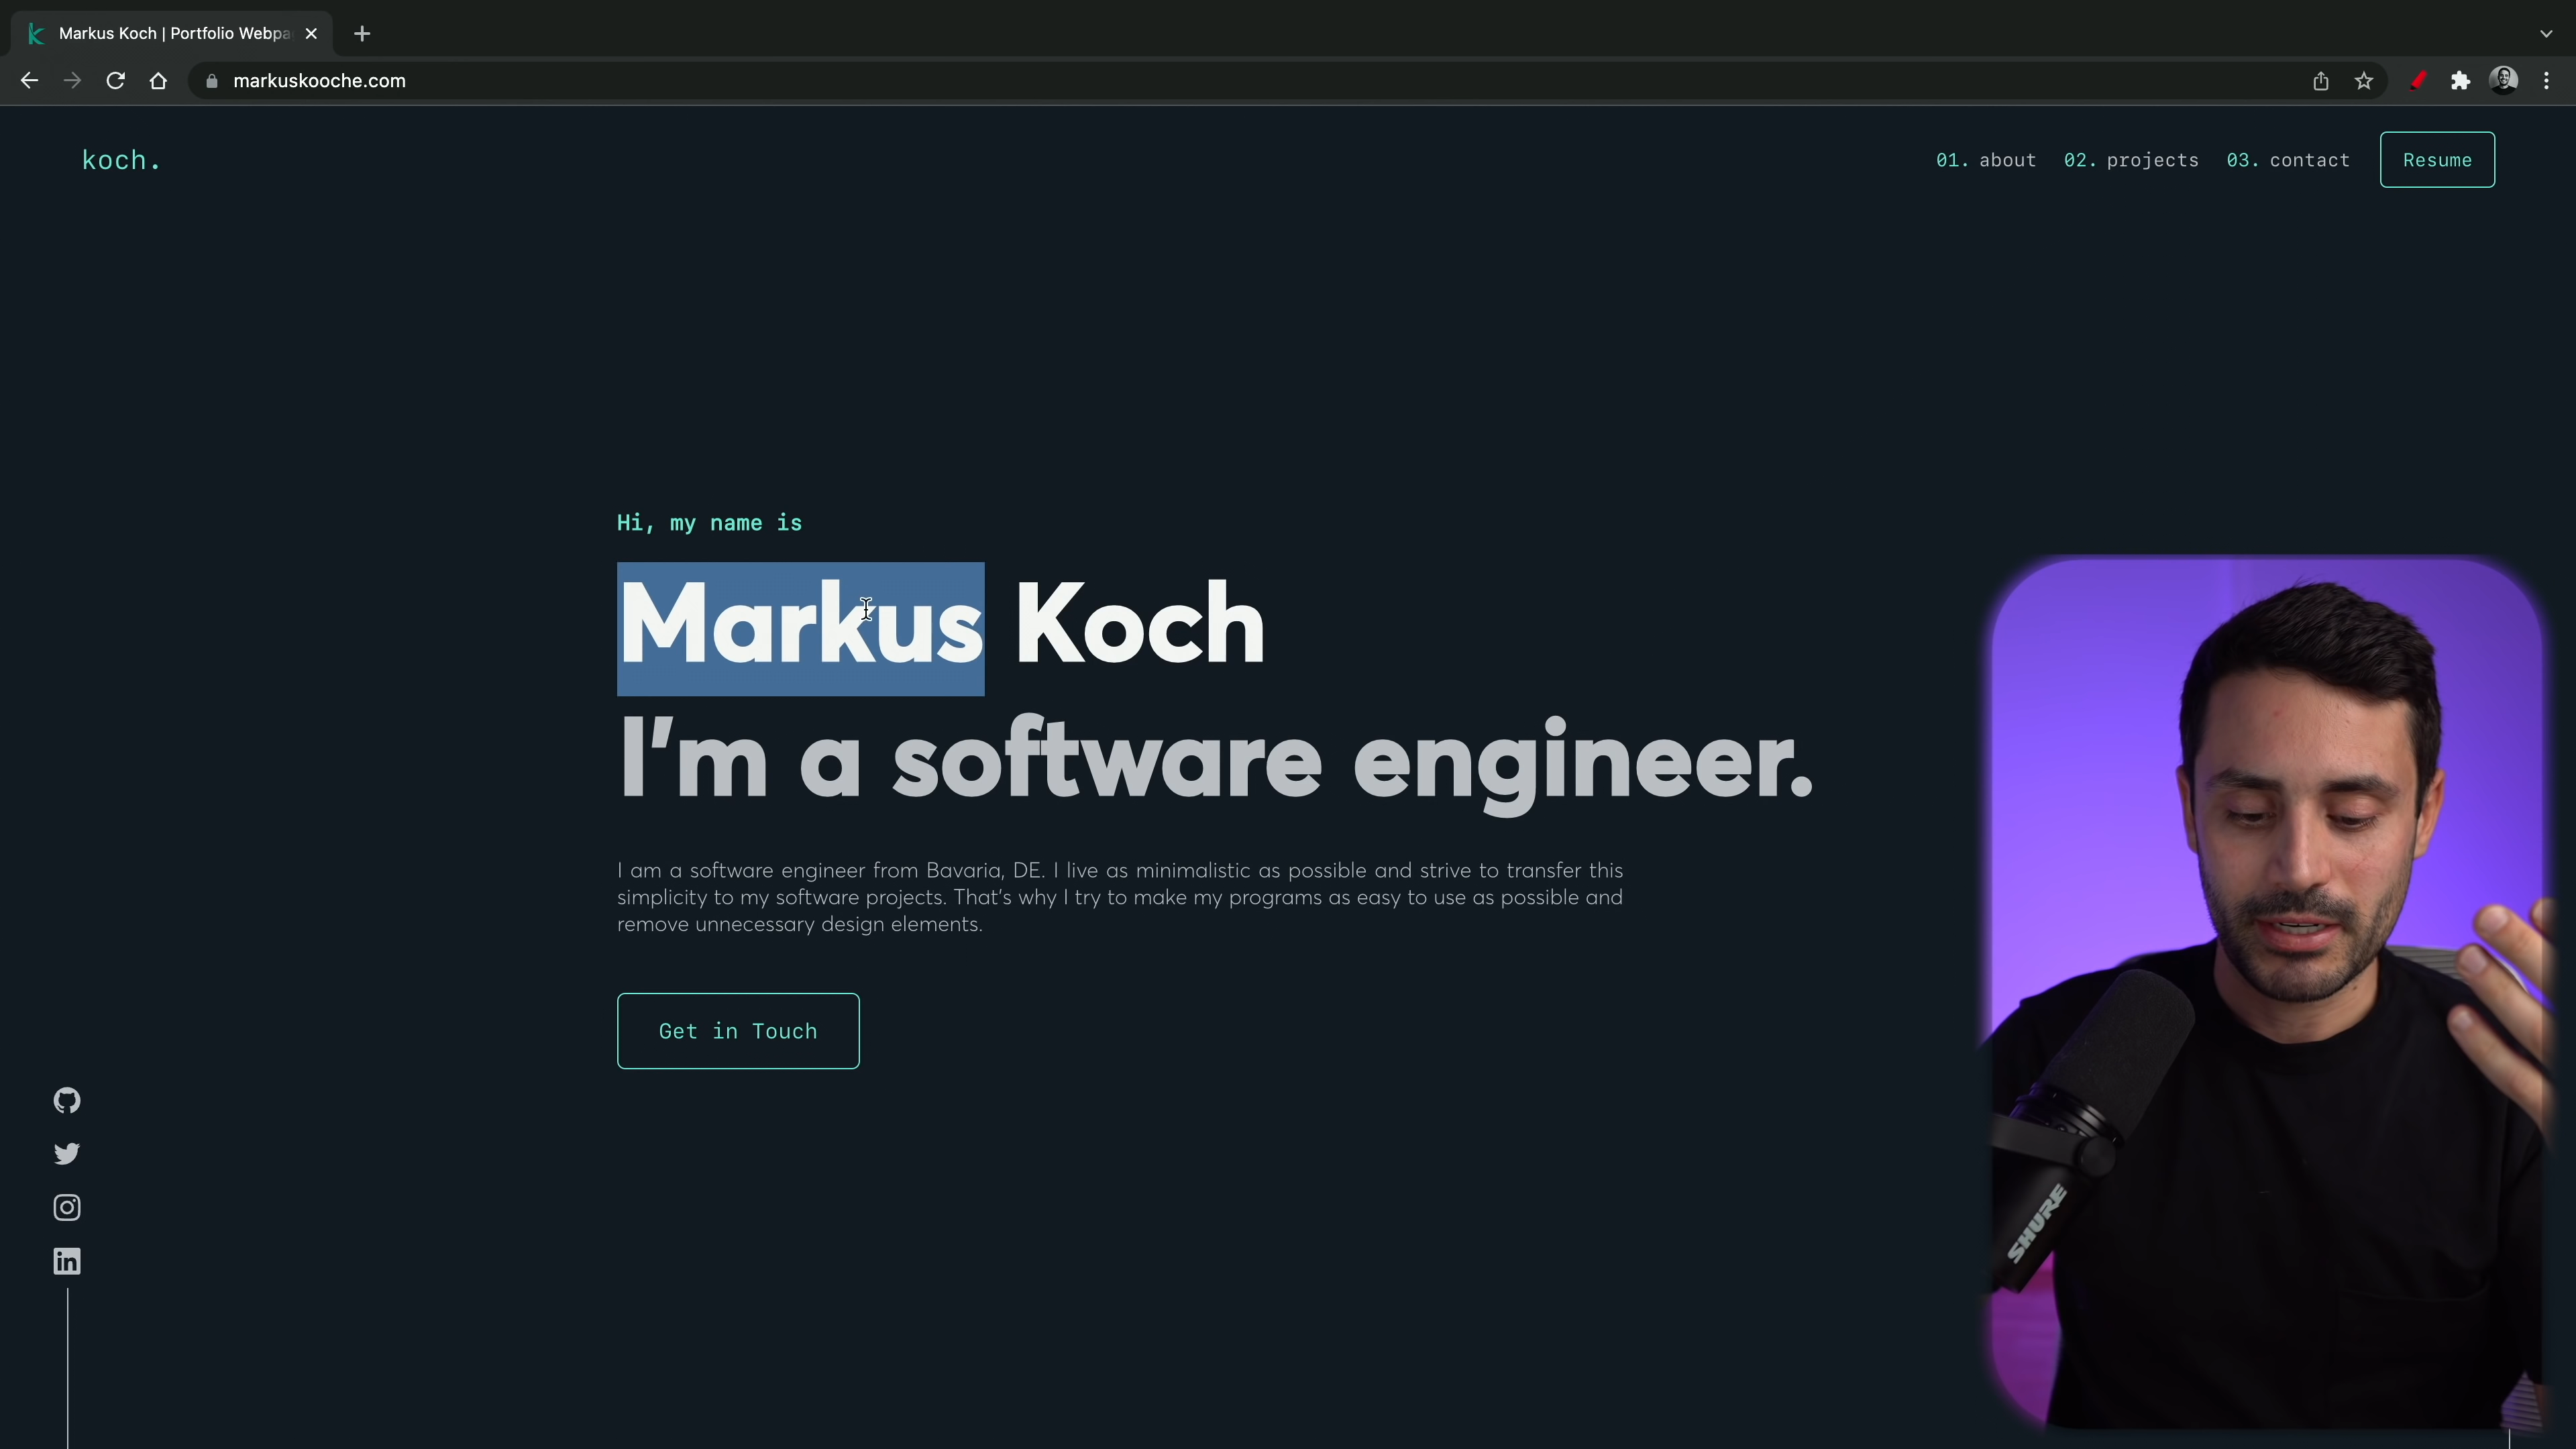 Markus Koch | Portfolio Webpa
markuskooche.com
koch.
01. about 02. projects 03. contact Resume
Hi, my name is
Markus Koch
I'm a software engineer.
I am a software engineer from Bavaria, DE. I live as minimalistic as possible and strive to transfer this
simplicity to my software projects. That's why I try to make my programs as easy to use as possible and
remove unnecessary design elements.
Get in Touch
SHURE